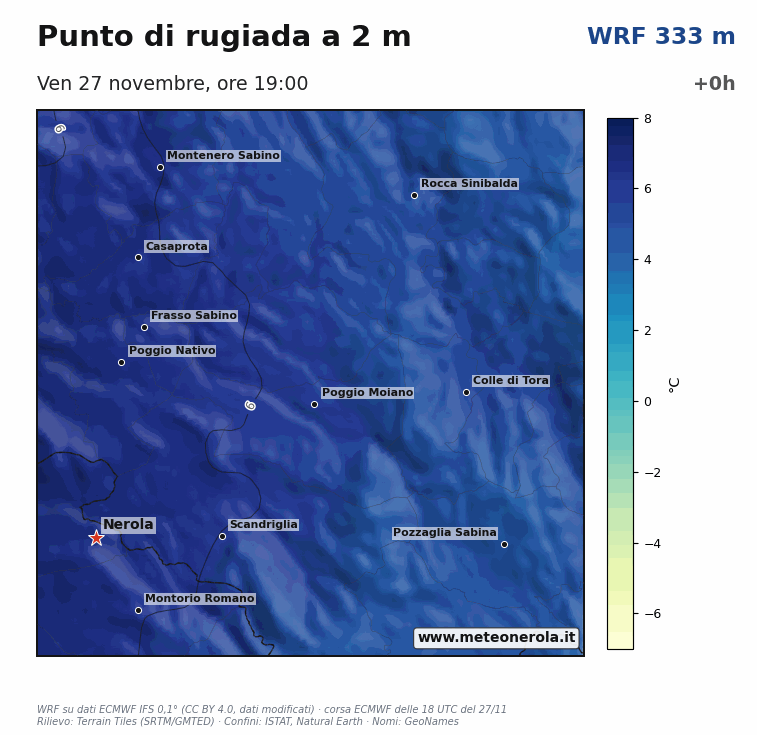 Punto di rugiada a 2 m
WRF 333 m
Ven 27 novembre, ore 19:00
+0h
6
Montenero Sabino
Rocca Sinibalda
Casaprota
Frasso Sabino
Poggio Nativo
Colle di Tora
Poggio Moiano
6
Nerola
Scandriglia
Pozzaglia Sabina
Montorio Romano
www.meteonerola.it
8
6
4
2
0
−2
−4
−6
°C
WRF su dati ECMWF IFS 0,1° (CC BY 4.0, dati modificati) · corsa ECMWF delle 18 UTC del 27/11
Rilievo: Terrain Tiles (SRTM/GMTED) · Confini: ISTAT, Natural Earth · Nomi: GeoNames